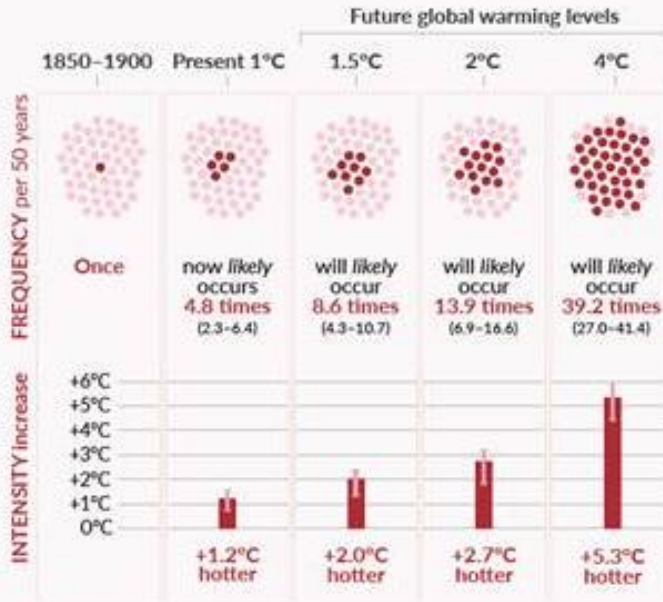 Future global warming levels
1850–1900 Present 1°C 1.5°C 2°C 4°C
FREQUENCY per 50 years
Once
now likely
occurs
4.8 times
(2.3–6.4)
will likely
occur
8.6 times
(4.3–10.7)
will likely
occur
13.9 times
(6.9–16.6)
will likely
occur
39.2 times
(27.0–41.4)
INTENSITY increase
+6°C
+5°C
+4°C
+3°C
+2°C
+1°C
0°C
+1.2°C
hotter
+2.0°C
hotter
+2.7°C
hotter
+5.3°C
hotter